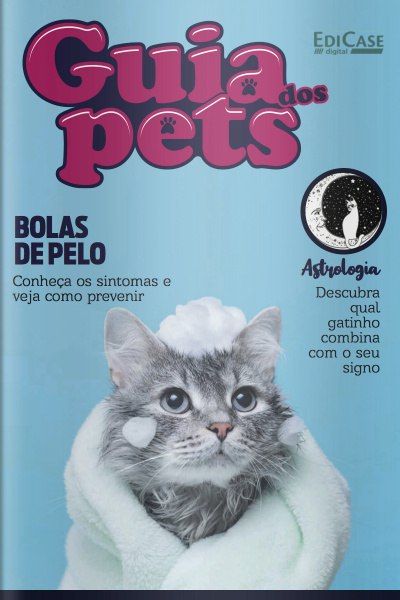 EDICASE
digital
Guia
dos
pets
BOLAS
DE PELO
Conheça os sintomas e
veja como prevenir
Astrologia
Descubra
qual
gatinho
combina
com o seu
signo